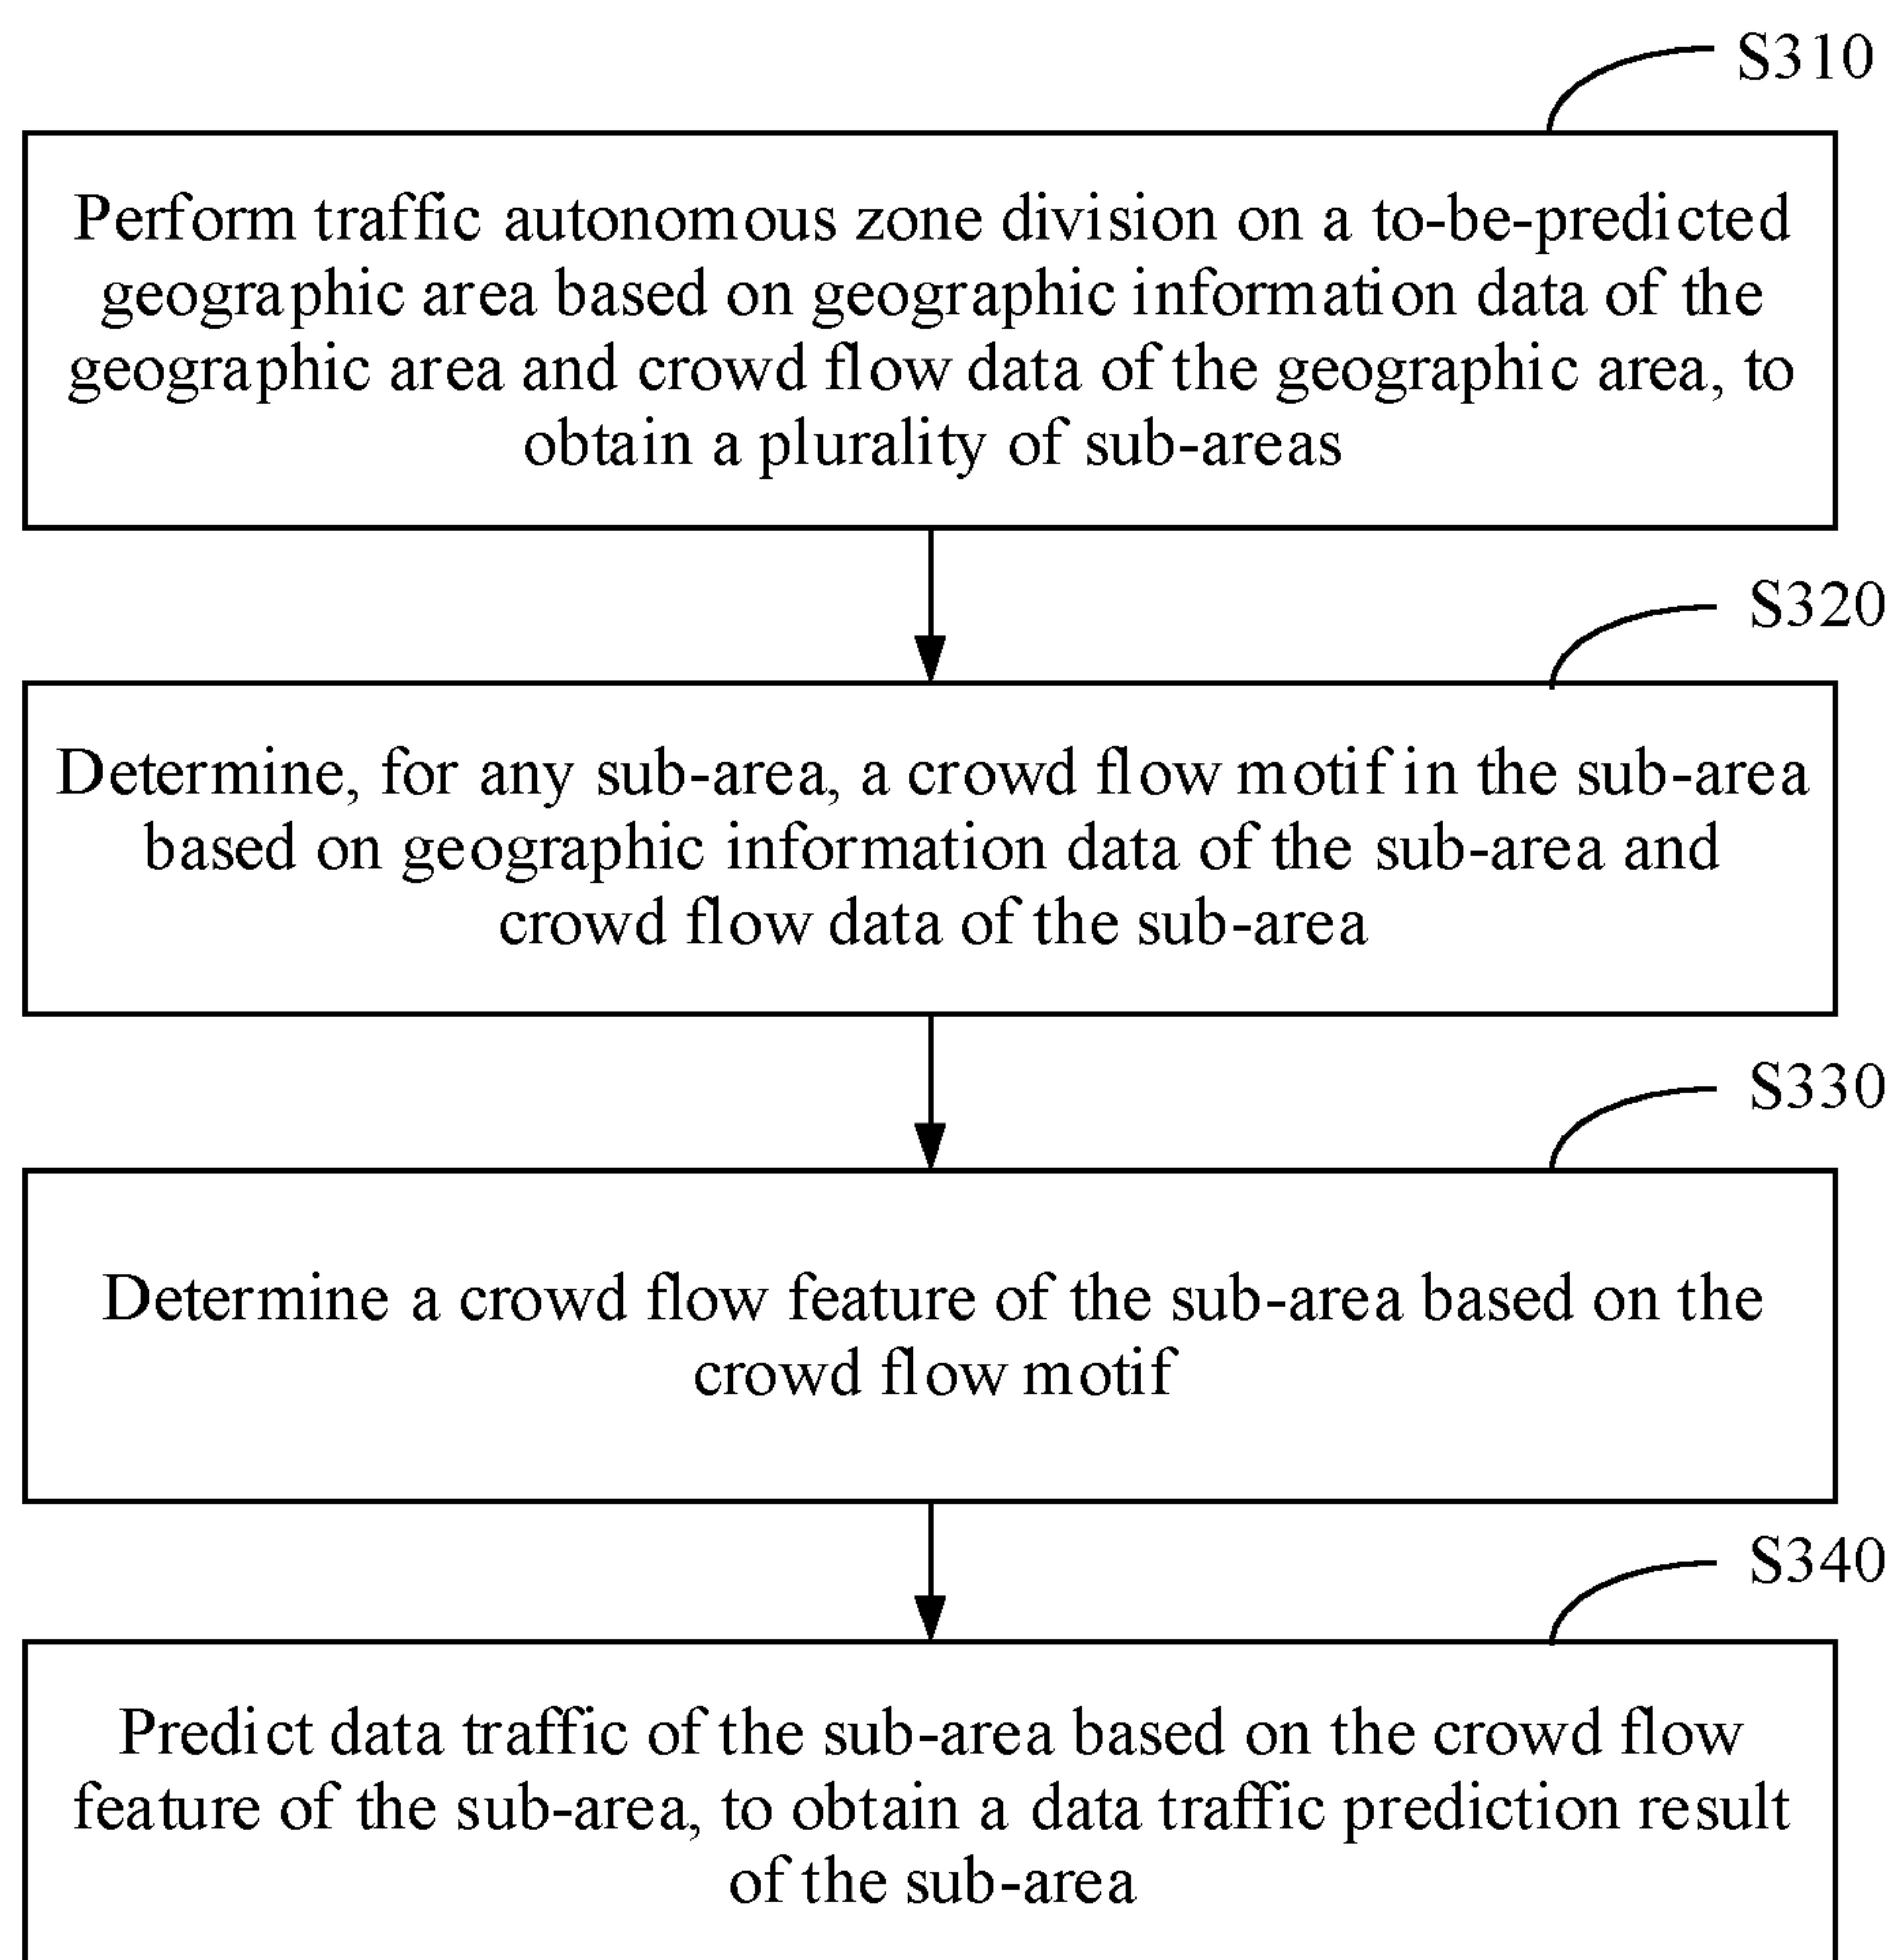 S310
Perform traffic autonomous zone division on a to-be-predicted
geographic area based on geographic information data of the
geographic area and crowd flow data of the geographic area, to
obtain a plurality of sub-areas
S320
Determine, for any sub-area, a crowd flow motif in the sub-area
based on geographic information data of the sub-area and
crowd flow data of the sub-area
S330
Determine a crowd flow feature of the sub-area based on the
crowd flow motif
S340
Predict data traffic of the sub-area based on the crowd flow
feature of the sub-area, to obtain a data traffic prediction result
of the sub-area